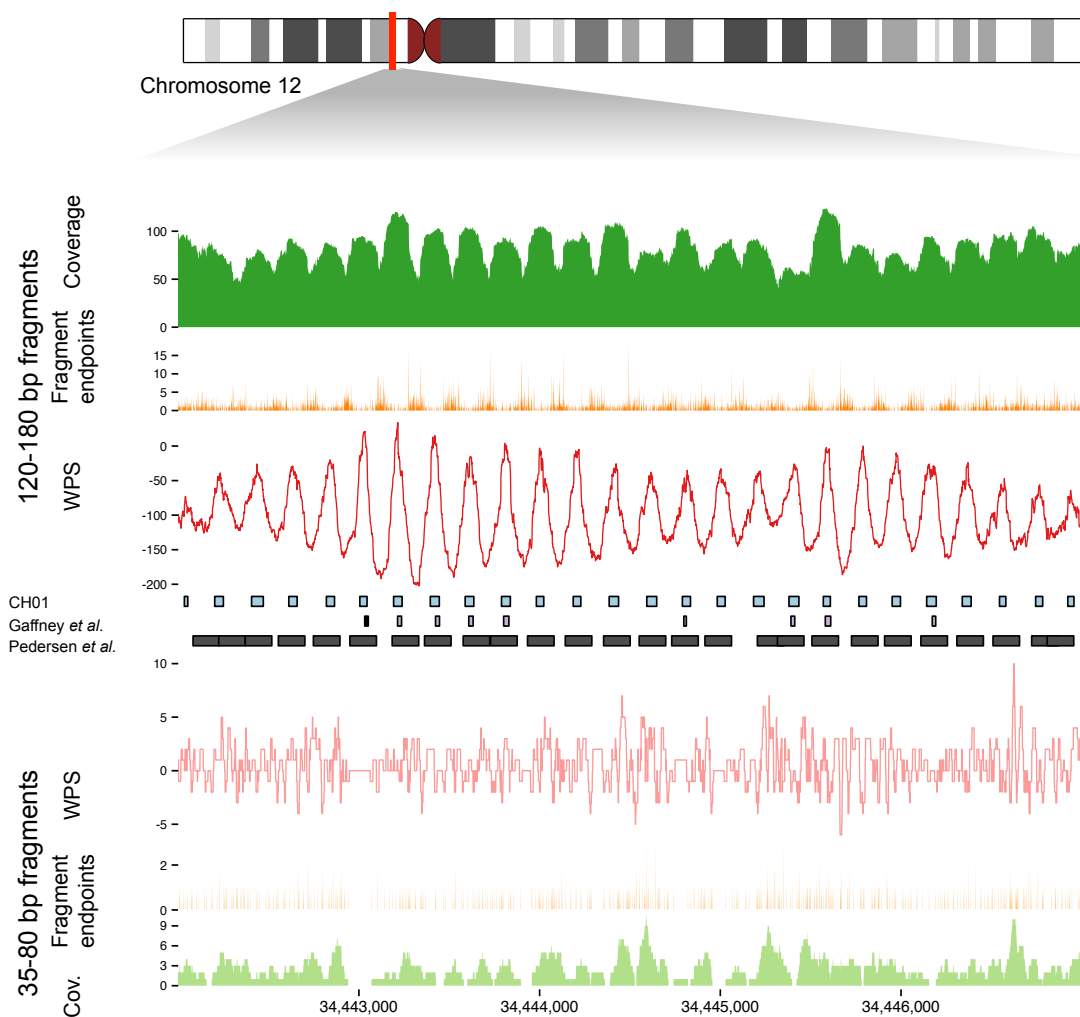 Chromosome 12
120-180 bp fragments
Coverage
100
50
0
Fragment
endpoints
15
10
5
0
WPS
0
-50
-100
-150
-200
CH01
Gaffney et al.
Pedersen et al.
35-80 bp fragments
WPS
10
5
0
-5
Fragment
endpoints
2
0
Cov.
9
6
3
0
34,443,000
34,444,000
34,445,000
34,446,000